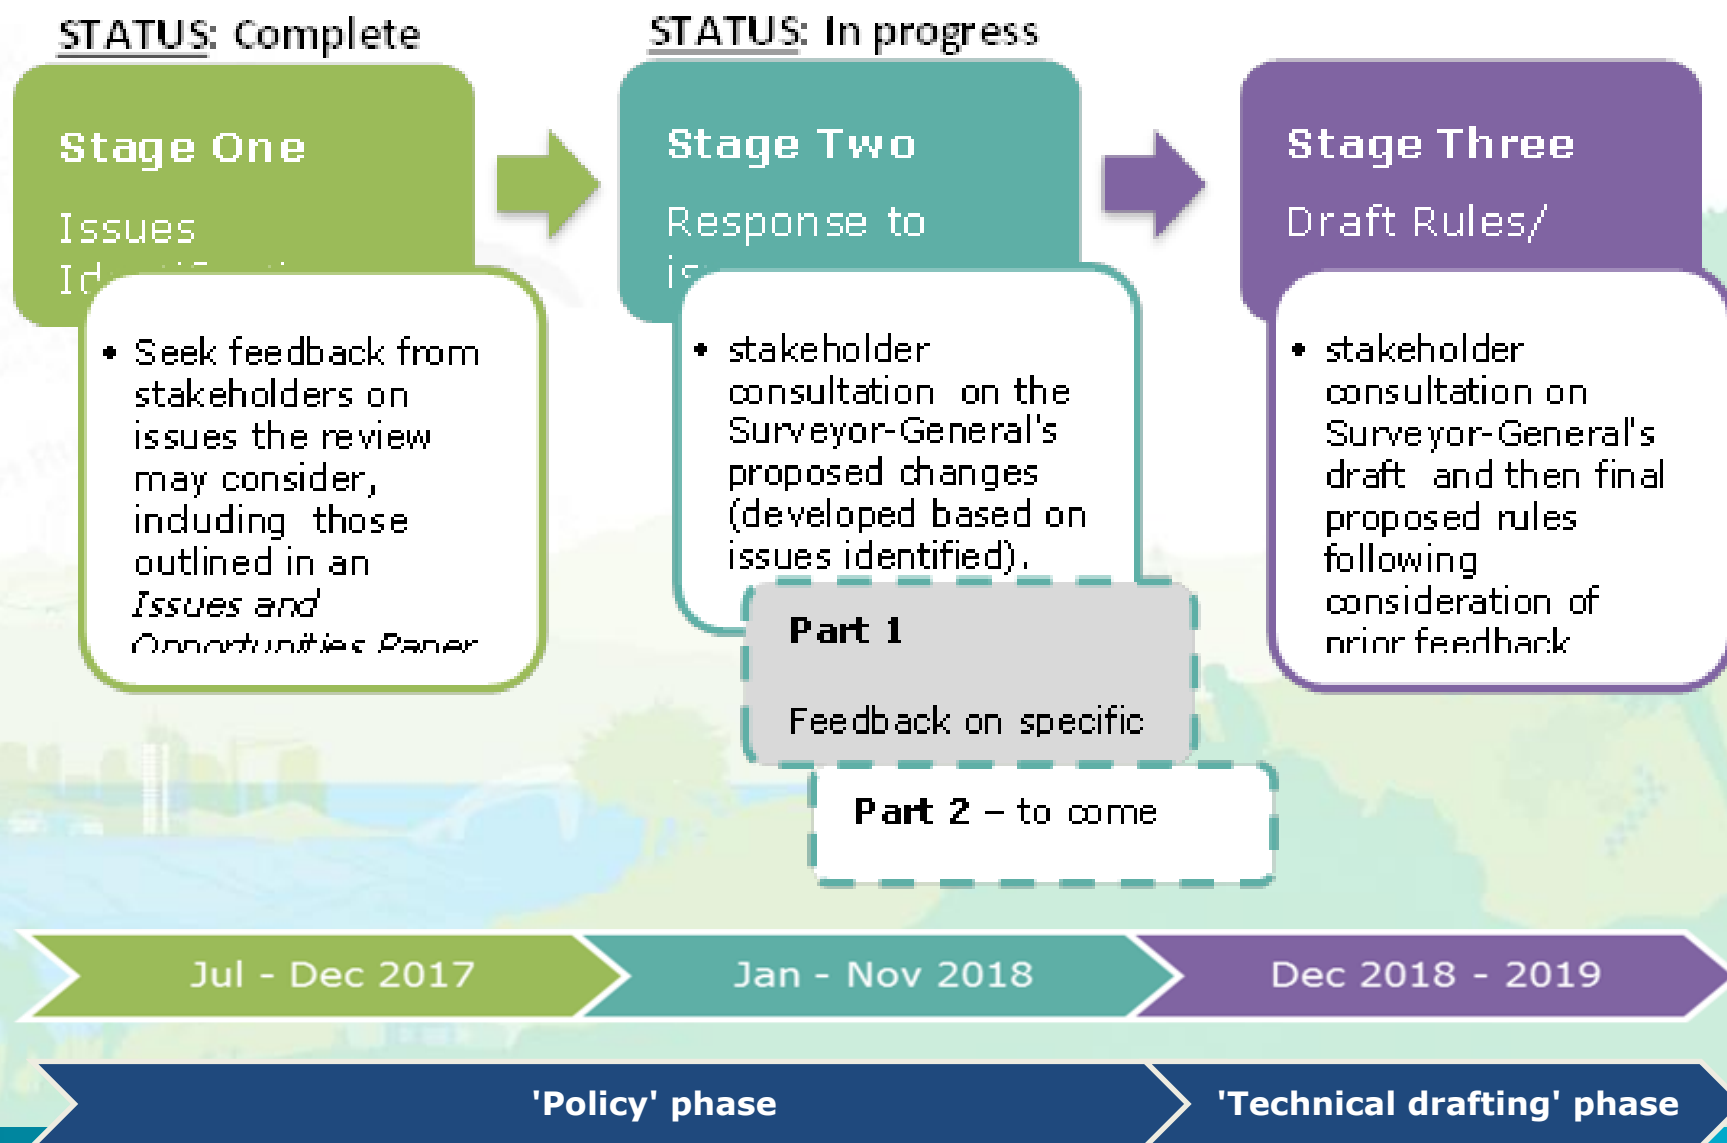 STATUS: Complete
Stage One
Issues
Seek feedback from
stakeholders on
issues the review
may consider,
including those
outlined in an
Issues and
Opportunities Paper
STATUS: In progress
Stage Two
Response to
stakeholder
consultation on the
Surveyor-General's
proposed changes
(developed based on
issues identified).
Part 1
Feedback on specific
Part 2 – to come
Stage Three
Draft Rules/
stakeholder
consultation on
Surveyor-General's
draft and then final
proposed rules
following
consideration of
prior feedback
Jul - Dec 2017
Jan - Nov 2018
Dec 2018 - 2019
'Policy' phase
'Technical drafting' phase